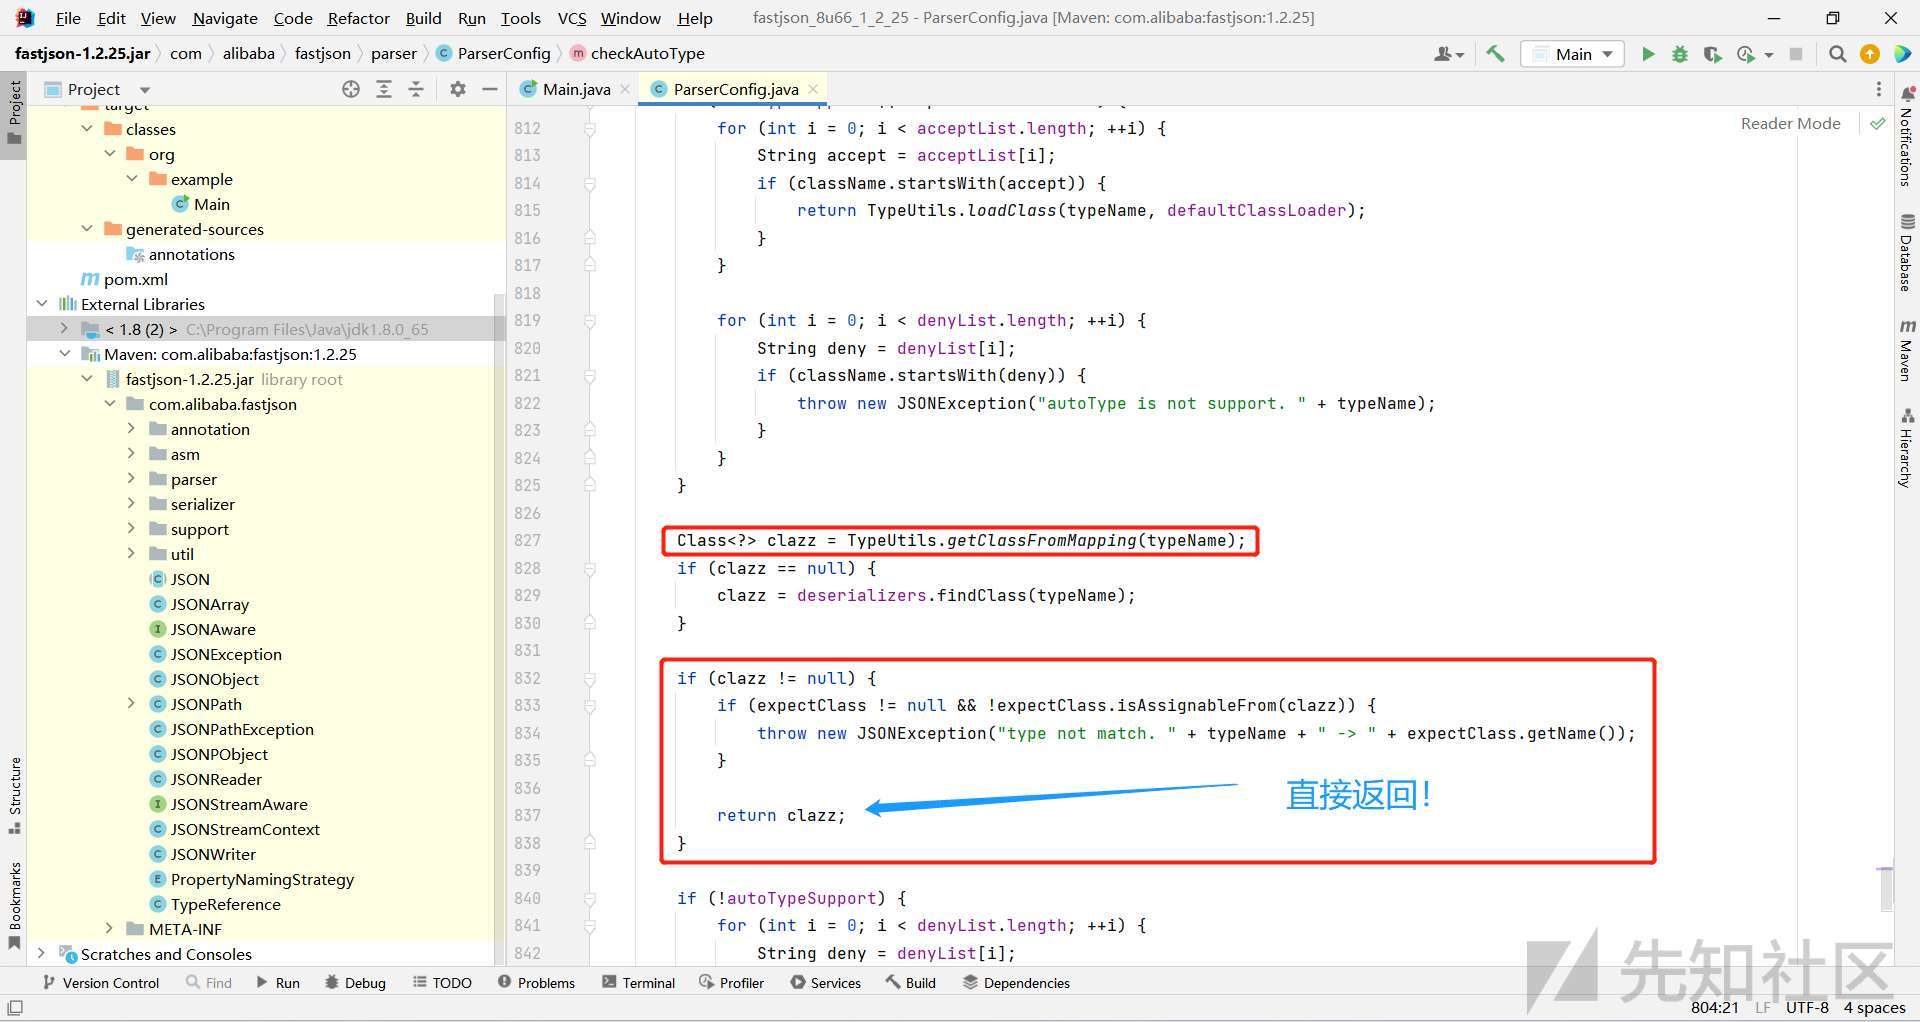 File Edit View Navigate Code Refactor Build Run Tools VCS Window Help fastjson_8u66_1_2_25 - ParserConfig.java [Maven: com.alibaba:fastjson:1.2.25]
fastjson-1.2.25.jar com alibaba fastjson parser ParserConfig checkAutoType Main
Project
Main.java
ParserConfig.java
Reader Mode
target
classes
org
example
Main
generated-sources
annotations
pom.xml
External Libraries
< 1.8 (2) > C:\Program Files\Java\jdk1.8.0_65
Maven: com.alibaba:fastjson:1.2.25
fastjson-1.2.25.jar library root
com.alibaba.fastjson
annotation
asm
parser
serializer
support
util
JSON
JSONArray
JSONAware
JSONException
JSONObject
JSONPath
JSONPathException
JSONPObject
JSONReader
JSONStreamAware
JSONStreamContext
JSONWriter
PropertyNamingStrategy
TypeReference
META-INF
Scratches and Consoles
812 for (int i = 0; i < acceptList.length; ++i) {
813 String accept = acceptList[i];
814 if (className.startsWith(accept)) {
815 return TypeUtils.loadClass(typeName, defaultClassLoader);
816 }
817 }
818
819 for (int i = 0; i < denyList.length; ++i) {
820 String deny = denyList[i];
821 if (className.startsWith(deny)) {
822 throw new JSONException("autoType is not support. " + typeName);
823 }
824 }
825 }
826
827 Class<?> clazz = TypeUtils.getClassFromMapping(typeName);
828 if (clazz == null) {
829 clazz = deserializers.findClass(typeName);
830 }
831
832 if (clazz != null) {
833 if (expectClass != null && !expectClass.isAssignableFrom(clazz)) {
834 throw new JSONException("type not match. " + typeName + " -> " + expectClass.getName());
835 }
836
直接返回!
837 return clazz;
838 }
839
840 if (!autoTypeSupport) {
841 for (int i = 0; i < denyList.length; ++i) {
842 String deny = denyList[i];
Project
Structure
Bookmarks
Notifications
Database
Maven
Hierarchy
Version Control Find Run Debug TODO Problems Terminal Profiler Services Build Dependencies
先知社区
804:21 LF UTF-8 4 spaces